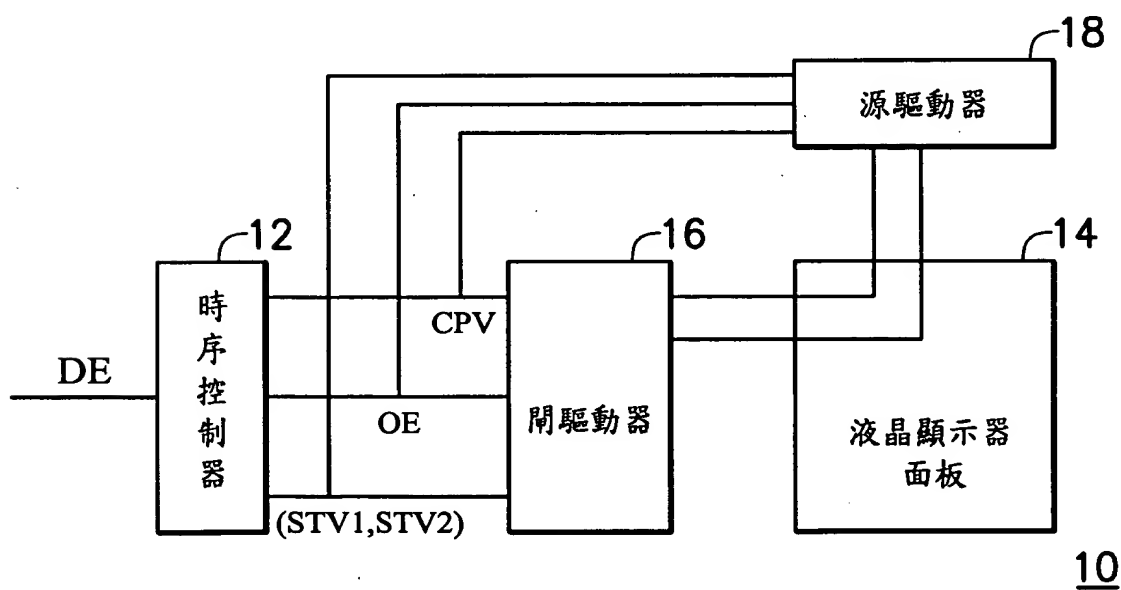 18
源驅動器
12
16
14
時序控制器
CPV
DE
OE
閘驅動器
液晶顯示器
面板
(STV1,STV2)
10